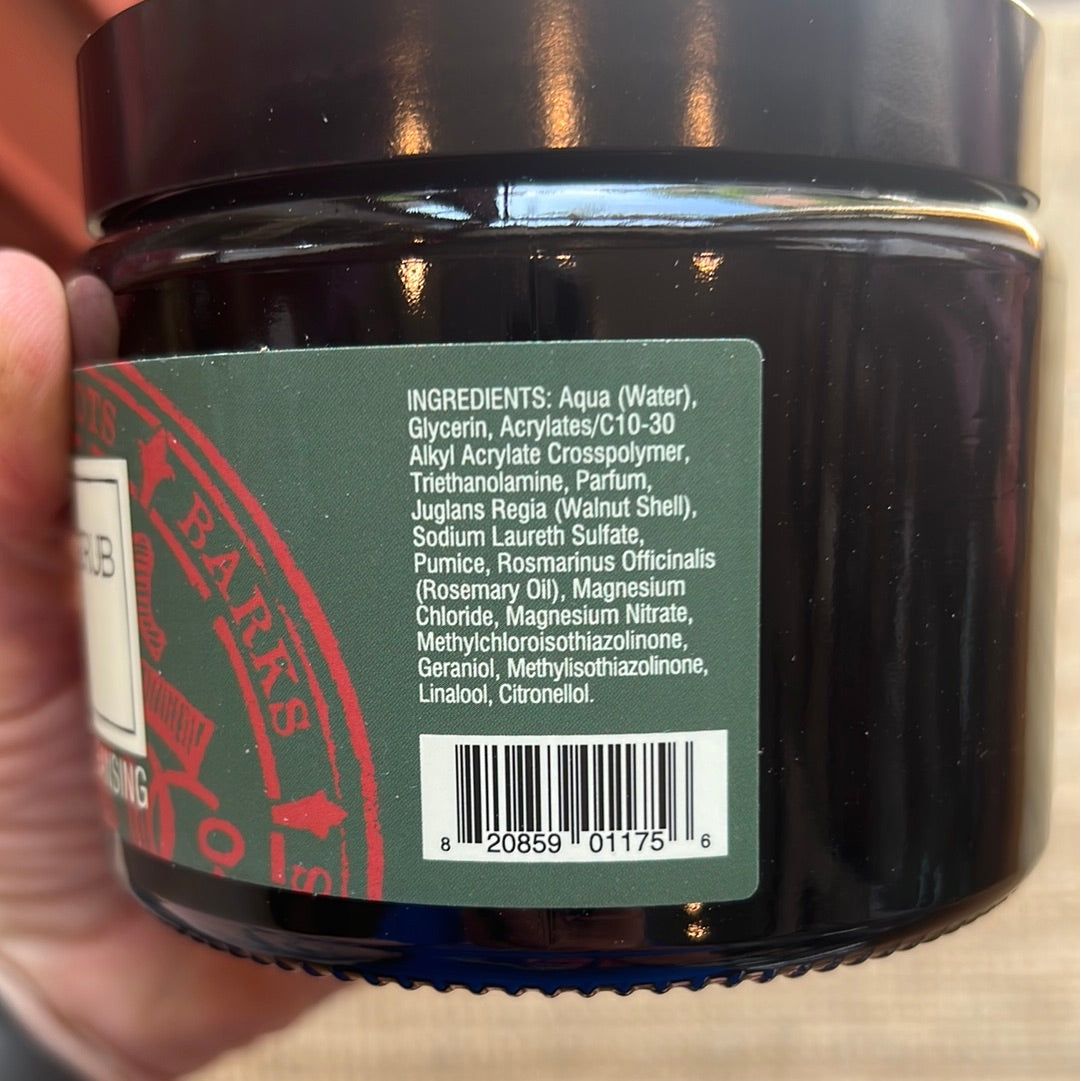 INGREDIENTS: Aqua (Water),
Glycerin, Acrylates/C10-30
Alkyl Acrylate Crosspolymer,
Triethanolamine, Parfum,
Juglans Regia (Walnut Shell),
Sodium Laureth Sulfate,
Pumice, Rosmarinus Officinalis
(Rosemary Oil), Magnesium
Chloride, Magnesium Nitrate,
Methylchloroisothiazolinone,
Geraniol, Methylisothiazolinone,
Linalool, Citronellol.
8 20859 01175 6
BARKS